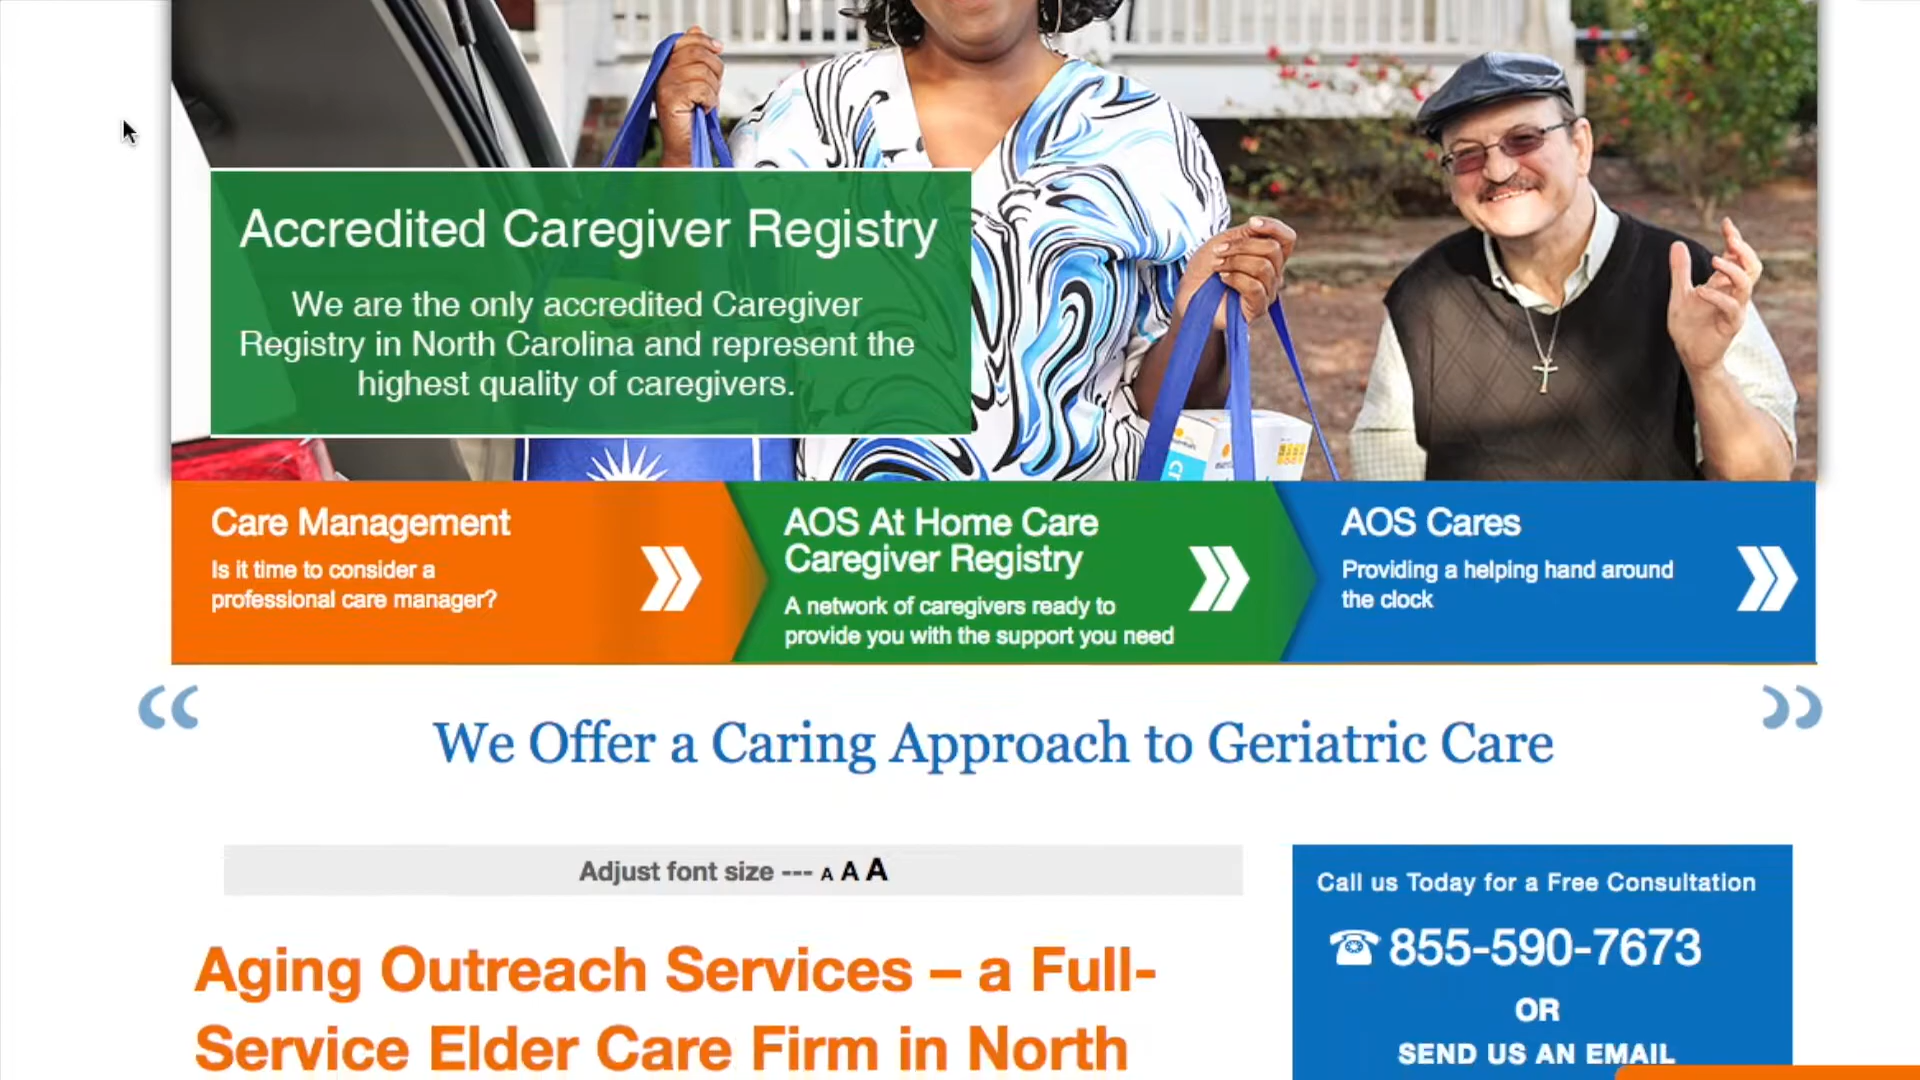 Accredited Caregiver Registry
We are the only accredited Caregiver
Registry in North Carolina and represent the
highest quality of caregivers.
Care Management
Is it time to consider a
professional care manager?
AOS At Home Care
Caregiver Registry
A network of caregivers ready to
provide you with the support you need
AOS Cares
Providing a helping hand around
the clock
“ We Offer a Caring Approach to Geriatric Care ”
Adjust font size --- A A A
Aging Outreach Services – a Full-
Service Elder Care Firm in North
Call us Today for a Free Consultation
☎ 855-590-7673
OR
SEND US AN EMAIL